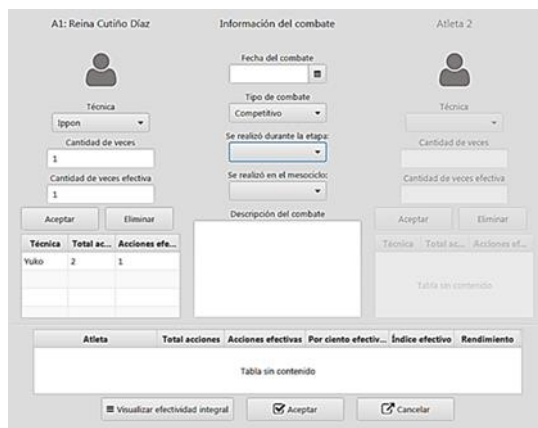 A1: Reina Cutiño Díaz
Técnica
Ippon
Cantidad de veces
1
Cantidad de veces efectiva
1
Aceptar Eliminar
Técnica Total ac... Acciones efe...
Yuko 2 1
Información del combate
Fecha del combate
Tipo de combate
Competitivo
Se realizó durante la etapa:
Se realizó en el mesociclo:
Descripción del combate
Atleta 2
Técnica
Cantidad de veces
Cantidad de veces efectiva
Aceptar Eliminar
Técnica Total ac... Acciones ef...
Tabla sin contenido
Atleta Total acciones Acciones efectivas Por ciento efectiv... Índice efectivo Rendimiento
Tabla sin contenido
Visualizar efectividad integral Aceptar Cancelar